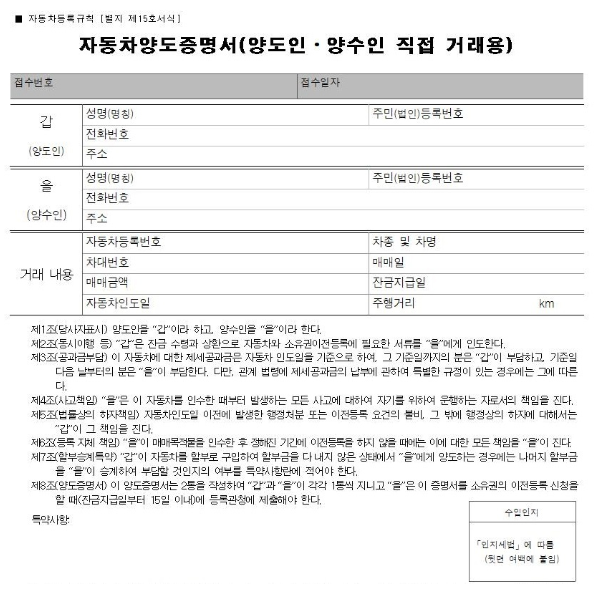 ■ 자동차등록규칙 [별지 제15호서식]
자동차양도증명서(양도인ㆍ양수인 직접 거래용)
접수번호 접수일자
갑
(양도인)
성명(명칭) 주민(법인)등록번호
전화번호
주소
을
(양수인)
성명(명칭) 주민(법인)등록번호
전화번호
주소
거래 내용
자동차등록번호 차종 및 차명
차대번호 매매일
매매금액 잔금지급일
자동차인도일 주행거리 km
제1조(당사자표시) 양도인을 “갑”이라 하고, 양수인을 “을”이라 한다.
제2조(동시이행 등) “갑”은 잔금 수령과 상환으로 자동차와 소유권이전등록에 필요한 서류를 “을”에게 인도한다.
제3조(공과금부담) 이 자동차에 대한 제세공과금은 자동차 인도일을 기준으로 하여, 그 기준일까지의 분은 “갑”이 부담하고, 기준일
다음 날부터의 분은 “을”이 부담한다. 다만, 관계 법령에 제세공과금의 납부에 관하여 특별한 규정이 있는 경우에는 그에 따른
다.
제4조(사고책임) “을”은 이 자동차를 인수한 때부터 발생하는 모든 사고에 대하여 자기를 위하여 운행하는 자로서의 책임을 진다.
제5조(법률상의 하자책임) 자동차인도일 이전에 발생한 행정처분 또는 이전등록 요건의 불비, 그 밖에 행정상의 하자에 대해서는
“갑”이 그 책임을 진다.
제6조(등록 지체 책임) “을”이 매매목적물을 인수한 후 정해진 기간에 이전등록을 하지 않을 때에는 이에 대한 모든 책임을 “을”이 진다.
제7조(할부승계특약) “갑”이 자동차를 할부로 구입하여 할부금을 다 내지 않은 상태에서 “을”에게 양도하는 경우에는 나머지 할부금
을 “을”이 승계하여 부담할 것인지의 여부를 특약사항란에 적어야 한다.
제8조(양도증명서) 이 양도증명서는 2통을 작성하여 “갑”과 “을”이 각각 1통씩 지니고 “을”은 이 증명서를 소유권의 이전등록 신청을
할 때(잔금지급일부터 15일 이내)에 등록관청에 제출해야 한다.
특약사항:
수입인지
「인지세법」에 따름
(뒷면 여백에 붙임)